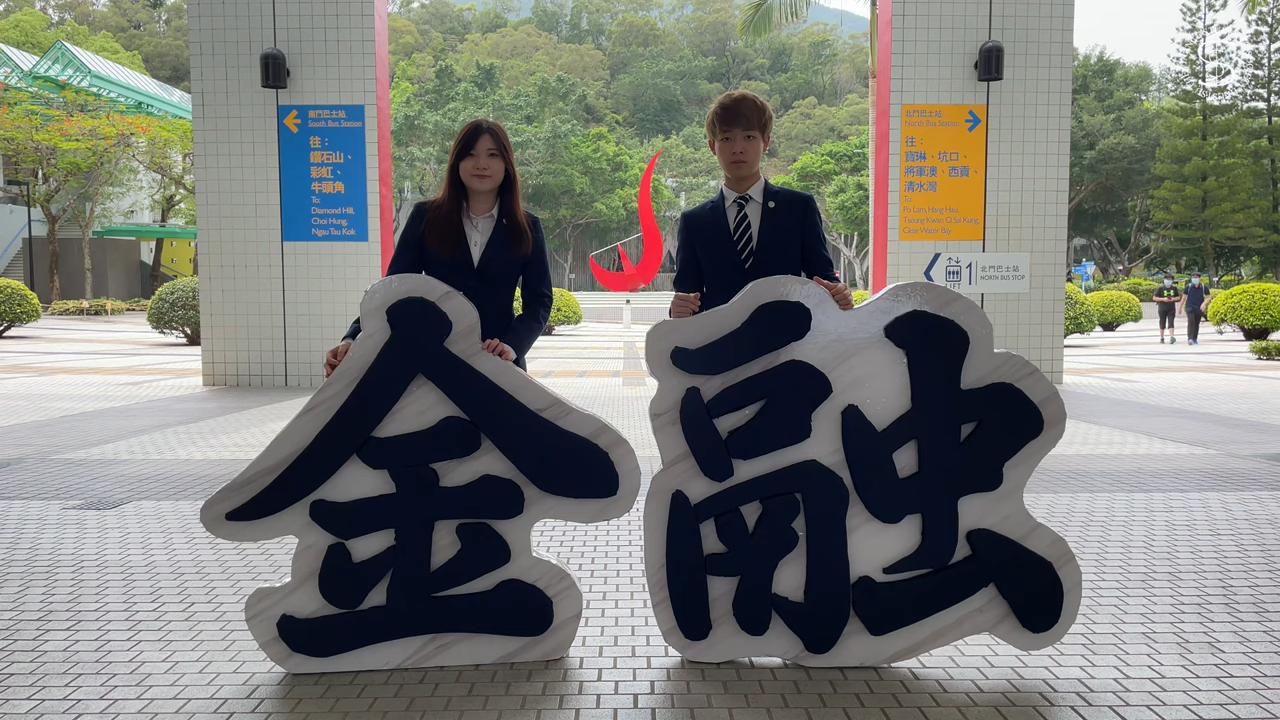 南門巴士站
South Bus Station
往：
鑽石山、
彩虹、
牛頭角
To:
Diamond Hill,
Choi Hung,
Ngau Tau Kok
北門巴士站
North Bus Station
往：
寶琳、坑口、
將軍澳、西貢、
清水灣
To:
Po Lam, Hang Hau,
Tseung Kwan O, Sai Kung,
Clear Water Bay
LIFT
1
北門巴士站
NORTH BUS STOP
金融